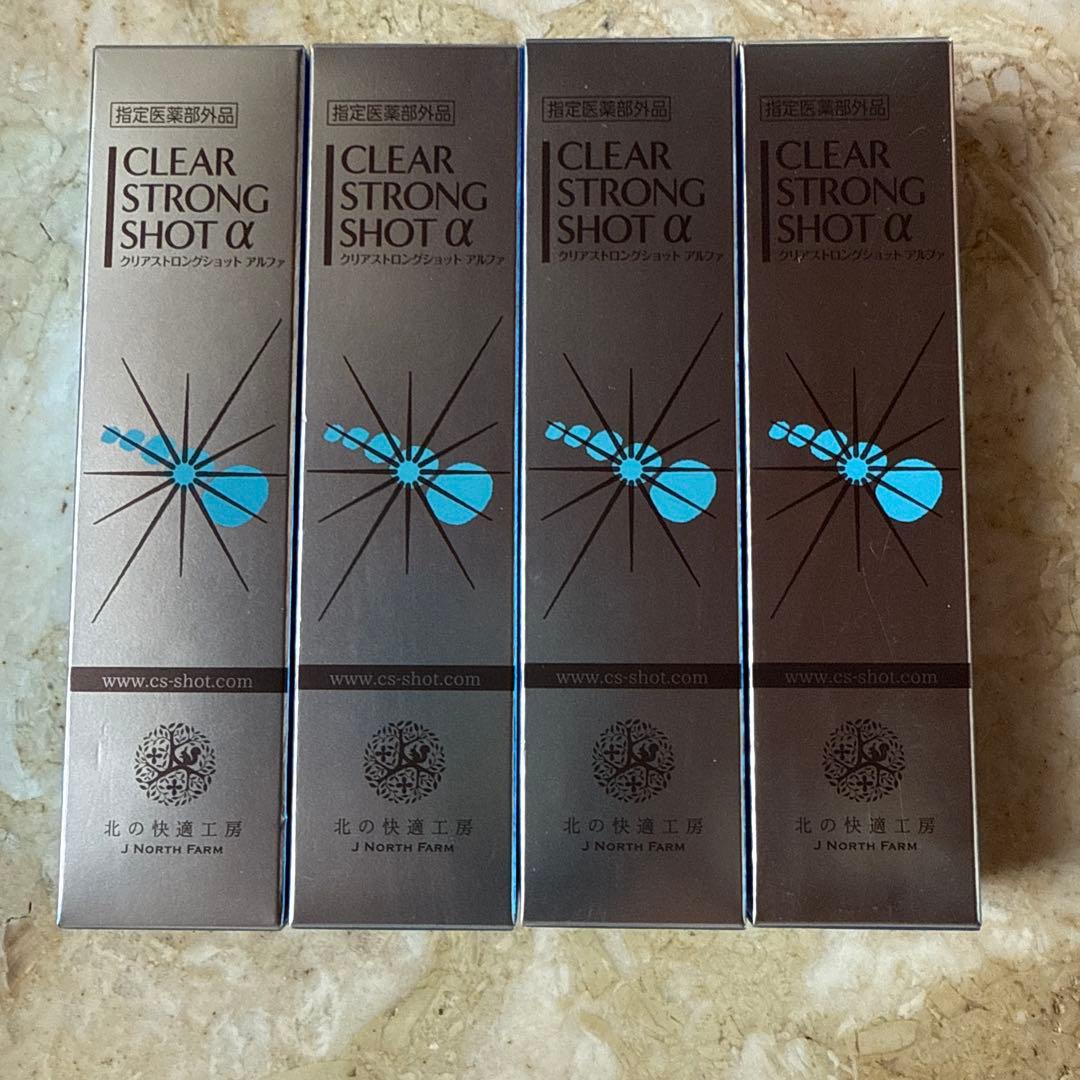 指定医薬部外品
CLEAR
STRONG
SHOT α
クリアストロングショット アルファ
www.cs-shot.com
北の快適工房
J NORTH FARM
指定医薬部外品
CLEAR
STRONG
SHOT α
クリアストロングショット アルファ
www.cs-shot.com
北の快適工房
J NORTH FARM
指定医薬部外品
CLEAR
STRONG
SHOT α
クリアストロングショット アルファ
www.cs-shot.com
北の快適工房
J NORTH FARM
指定医薬部外品
CLEAR
STRONG
SHOT α
クリアストロングショット アルファ
www.cs-shot.com
北の快適工房
J NORTH FARM